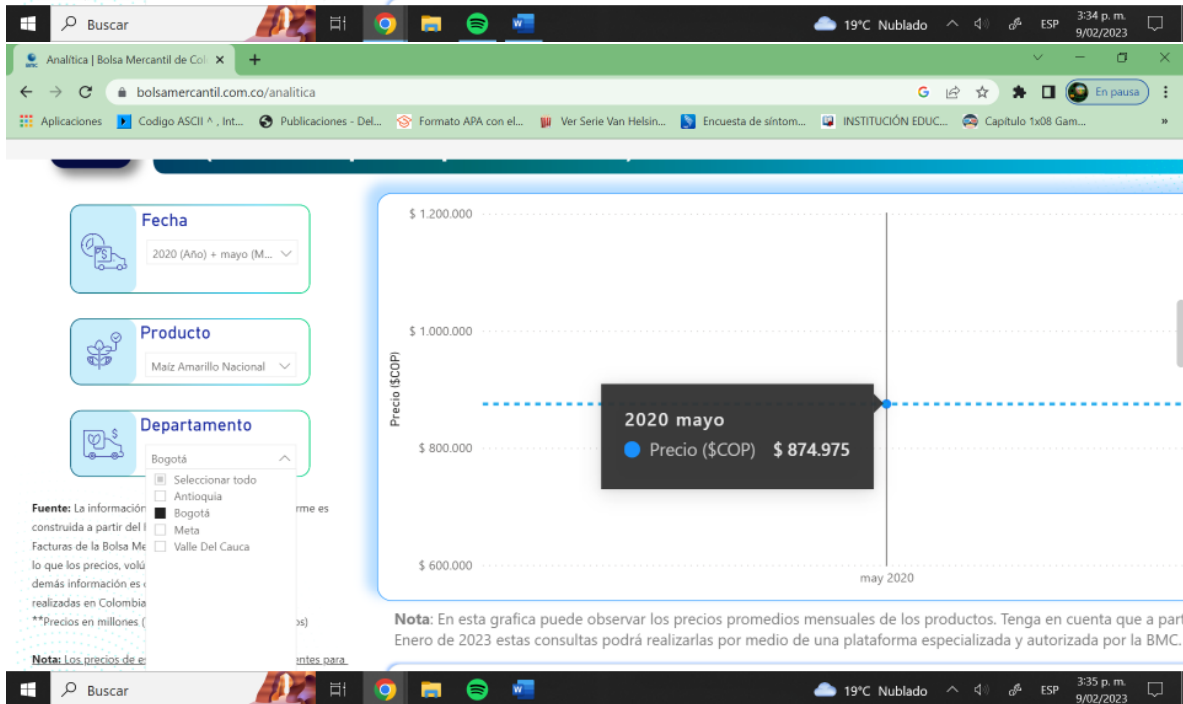 Buscar
19°C Nublado
ESP
3:34 p. m.
9/02/2023
Analítica | Bolsa Mercantil de Col
bolsamercantil.com.co/analitica
En pausa
Aplicaciones
Codigo ASCII ^ , Int...
Publicaciones - Del...
Formato APA con el...
Ver Serie Van Helsin...
Encuesta de síntom...
INSTITUCIÓN EDUC...
Capítulo 1x08 Gam...
»
Fecha
2020 (Año) + mayo (M...
Producto
Maíz Amarillo Nacional
Departamento
Bogotá
Seleccionar todo
Antioquia
Bogotá
Meta
Valle Del Cauca
Fuente: La información
rme es
construida a partir del
Facturas de la Bolsa Me
lo que los precios, volú
demás información es
realizadas en Colombia
**Precios en millones (
os)
Nota: Los precios de es
entes para
Precio ($COP)
$ 1.200.000
$ 1.000.000
$ 800.000
$ 600.000
2020 mayo
Precio ($COP) $ 874.975
may 2020
Nota: En esta grafica puede observar los precios promedios mensuales de los productos. Tenga en cuenta que a part
Enero de 2023 estas consultas podrá realizarlas por medio de una plataforma especializada y autorizada por la BMC.
Buscar
19°C Nublado
ESP
3:35 p. m.
9/02/2023